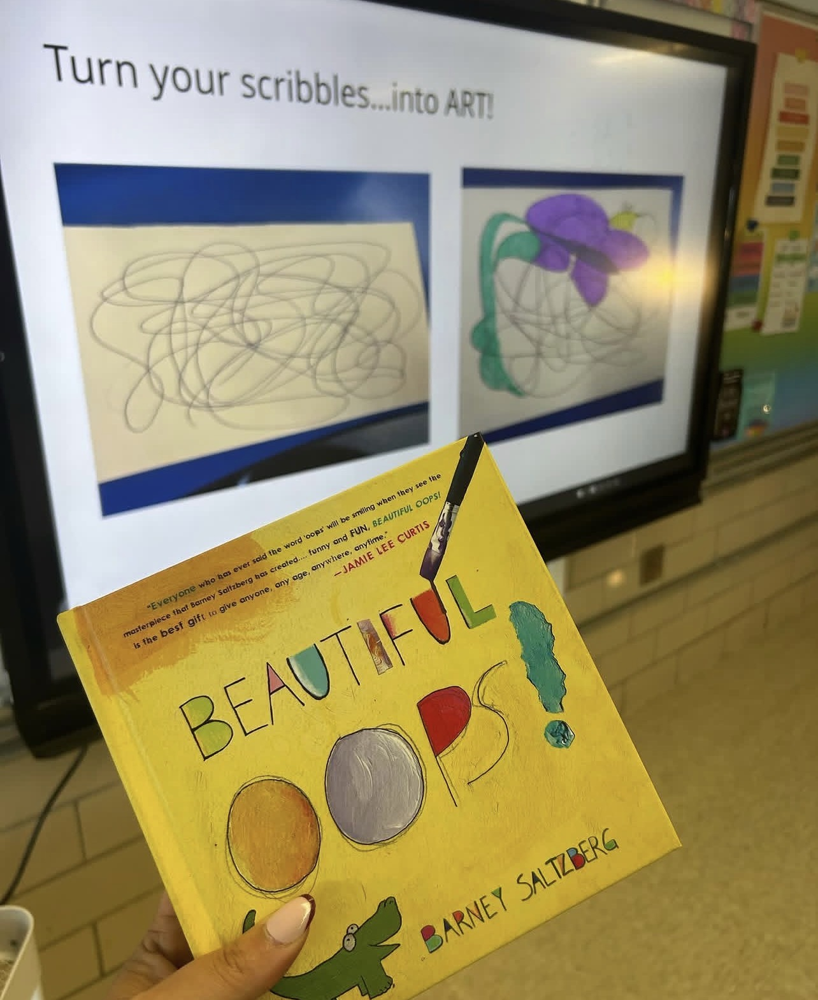 Turn your scribbles...into ART!
"Everyone who has ever said the word 'oops' will be smiling when they see the
masterpiece that Barney Saltzberg has created.... funny and FUN, BEAUTIFUL OOPS!
is the best gift to give anyone, any age, anywhere, anytime."
—JAMIE LEE CURTIS
BEAUTIFUL
OOPS!
BARNEY SALTZBERG